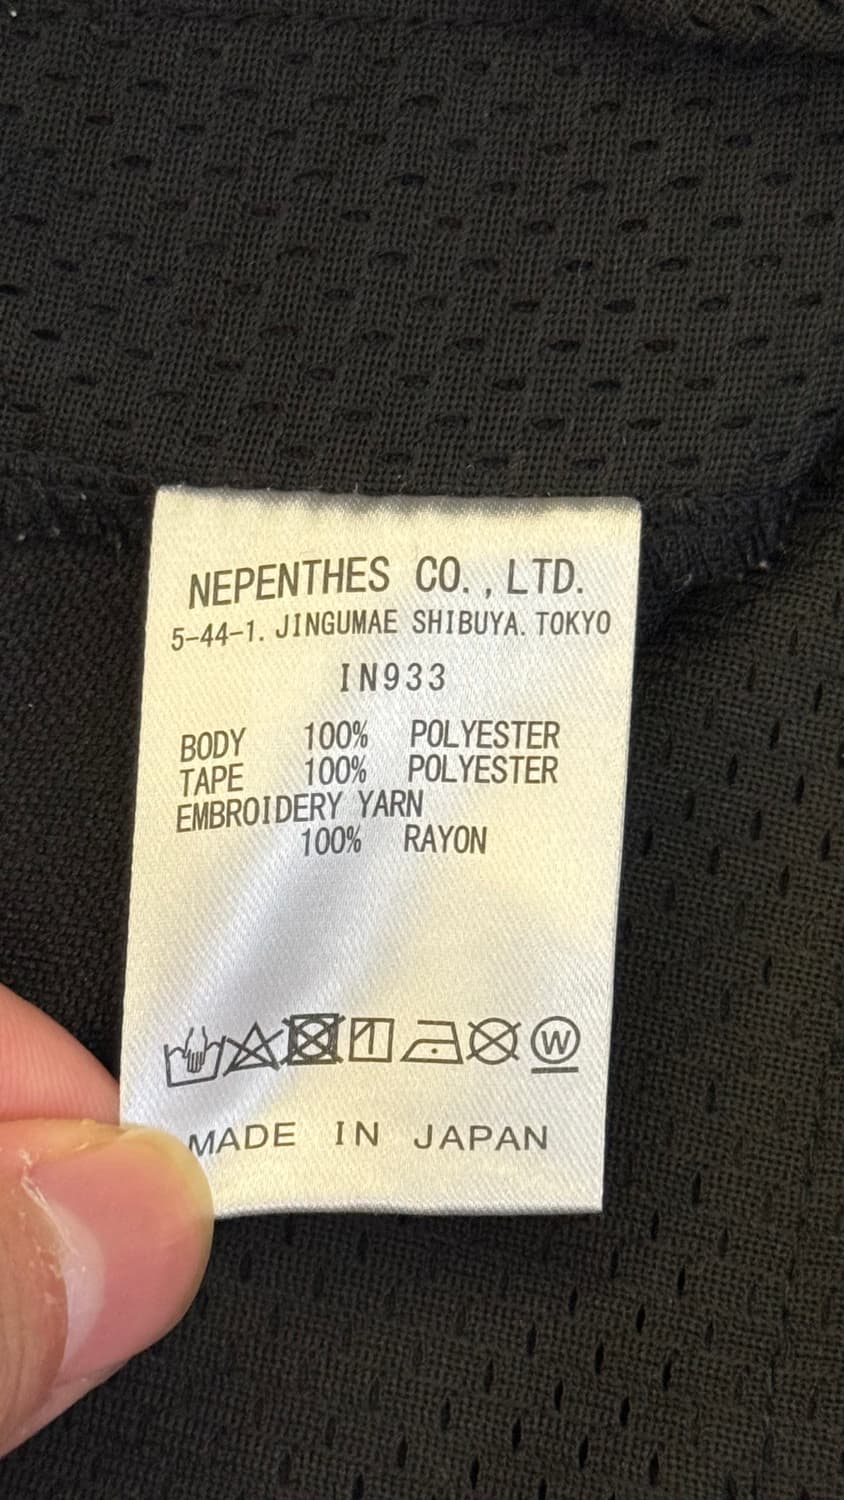 NEPENTHES CO., LTD.
5-44-1. JINGUMAE SHIBUYA. TOKYO
IN933
BODY 100% POLYESTER
TAPE 100% POLYESTER
EMBROIDERY YARN
100% RAYON
W
MADE IN JAPAN